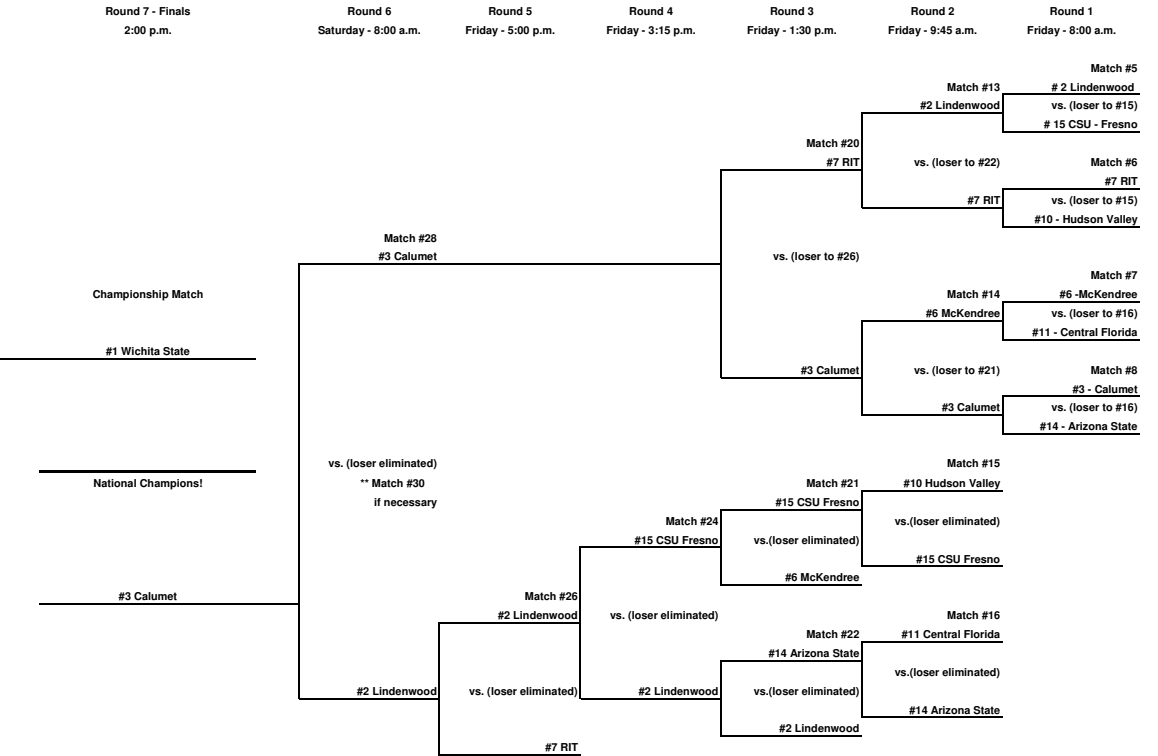 Round 7 - Finals
2:00 p.m.
Round 6
Saturday - 8:00 a.m.
Round 5
Friday - 5:00 p.m.
Round 4
Friday - 3:15 p.m.
Round 3
Friday - 1:30 p.m.
Round 2
Friday - 9:45 a.m.
Round 1
Friday - 8:00 a.m.
Match #5
# 2 Lindenwood
vs. (loser to #15)
# 15 CSU - Fresno
Match #6
#7 RIT
vs. (loser to #15)
#10 - Hudson Valley
Match #7
#6 -McKendree
vs. (loser to #16)
#11 - Central Florida
Match #8
#3 - Calumet
vs. (loser to #16)
#14 - Arizona State
Match #13
#2 Lindenwood
vs. (loser to #22)
#7 RIT
Match #14
#6 McKendree
vs. (loser to #21)
#3 Calumet
Match #15
#10 Hudson Valley
vs.(loser eliminated)
#15 CSU Fresno
Match #16
#11 Central Florida
vs.(loser eliminated)
#14 Arizona State
Match #20
#7 RIT
vs. (loser to #26)
#3 Calumet
Match #21
#15 CSU Fresno
vs.(loser eliminated)
#6 McKendree
Match #22
#14 Arizona State
vs.(loser eliminated)
#2 Lindenwood
Match #24
#15 CSU Fresno
vs. (loser eliminated)
#2 Lindenwood
Match #26
#2 Lindenwood
vs. (loser eliminated)
#7 RIT
Match #28
#3 Calumet
vs. (loser eliminated)
** Match #30
if necessary
#2 Lindenwood
Championship Match
#1 Wichita State
National Champions!
#3 Calumet